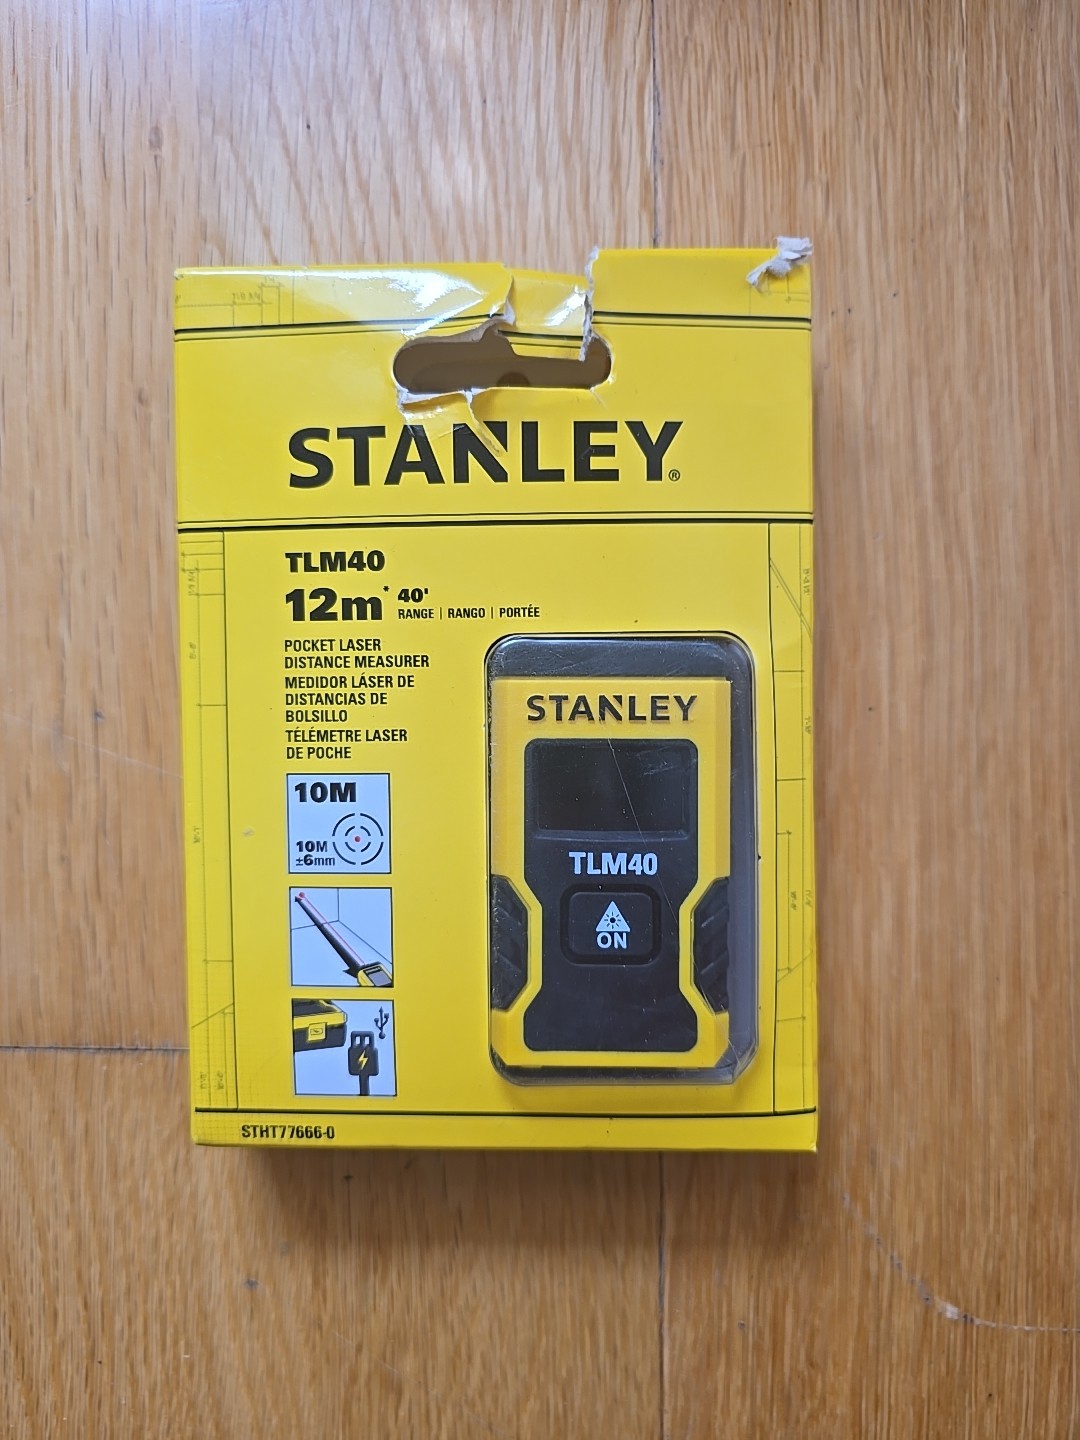 STANLEY®
TLM40
12m* 40'
RANGE | RANGO | PORTÉE
POCKET LASER
DISTANCE MEASURER
MEDIDOR LÁSER DE
DISTANCIAS DE
BOLSILLO
TÉLÉMETRE LASER
DE POCHE
10M
10M
±6mm
STANLEY
TLM40
ON
STHT77666-0